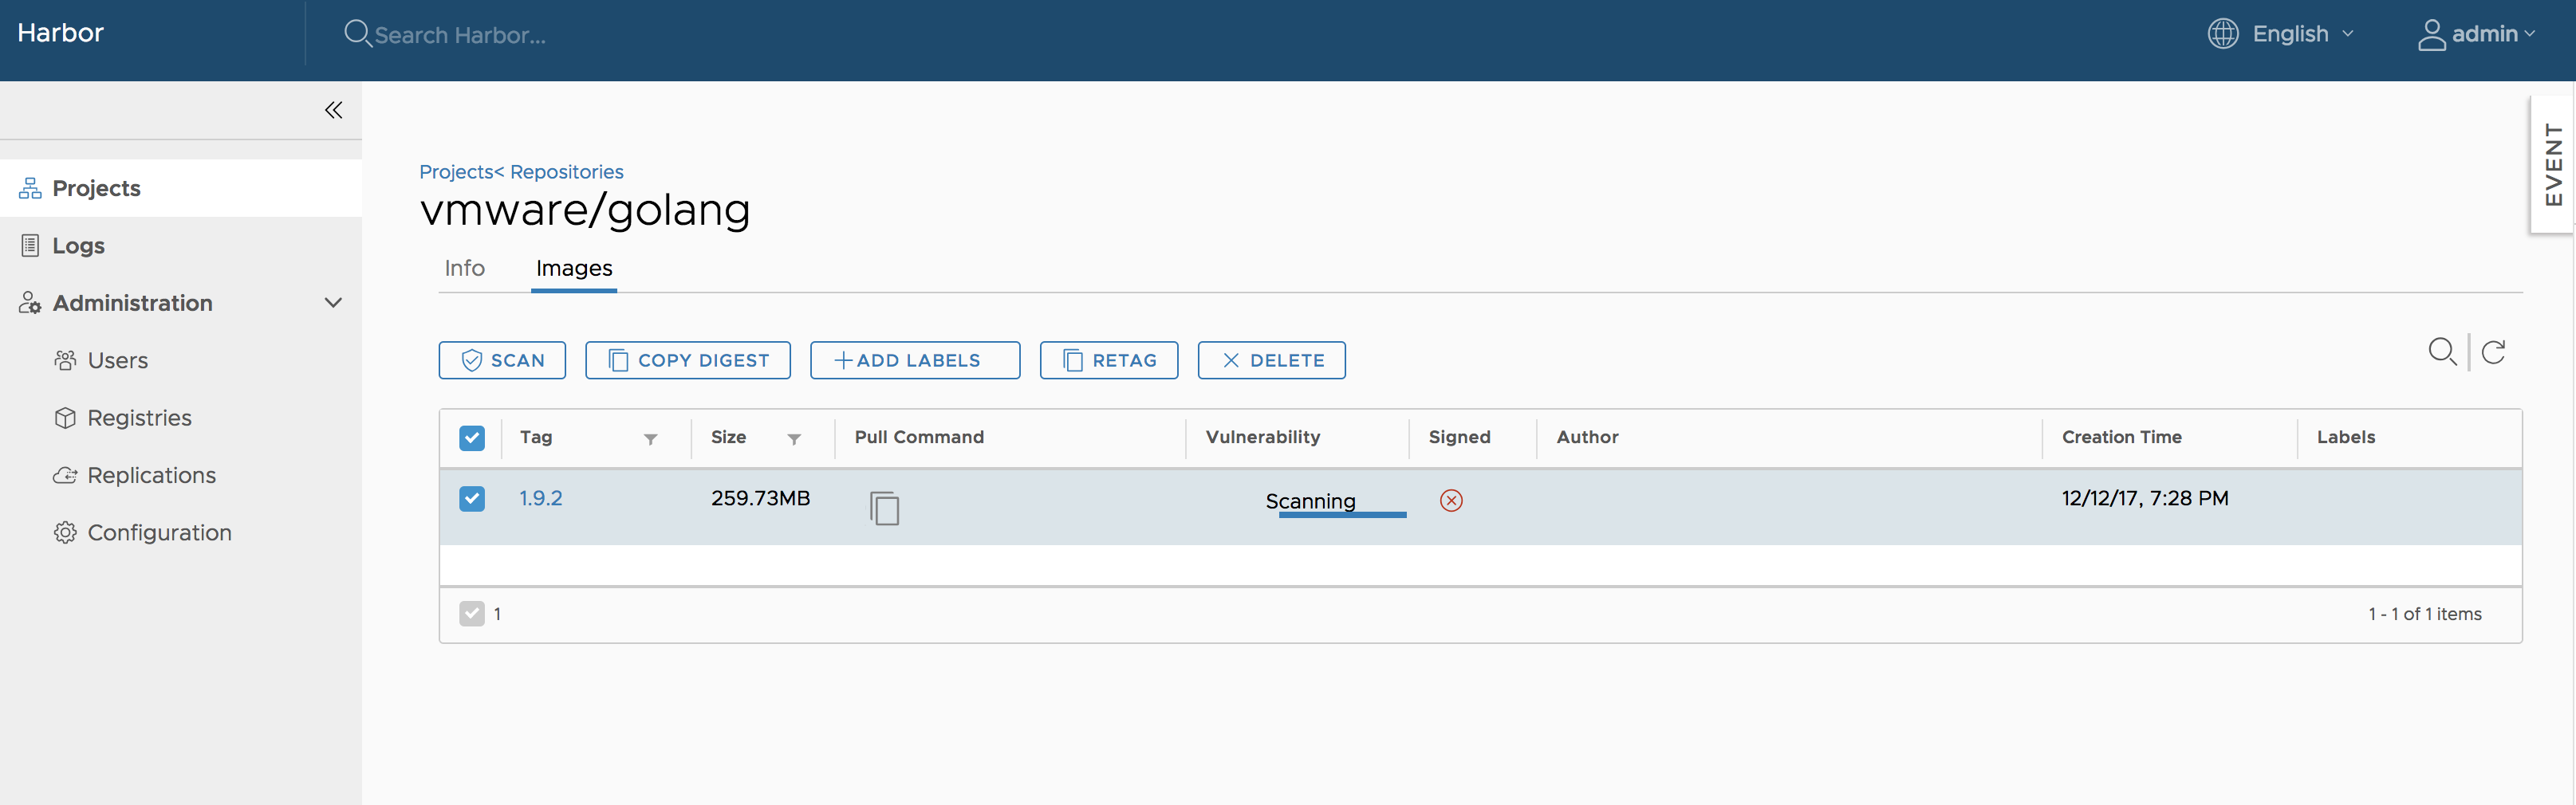 Harbor
Search Harbor...
English
admin
EVENT
Projects
Logs
Administration
Users
Registries
Replications
Configuration
Projects< Repositories
vmware/golang
Info Images
SCAN COPY DIGEST ADD LABELS RETAG DELETE
Tag Size Pull Command Vulnerability Signed Author Creation Time Labels
1.9.2 259.73MB Scanning 12/12/17, 7:28 PM
1 1 - 1 of 1 items